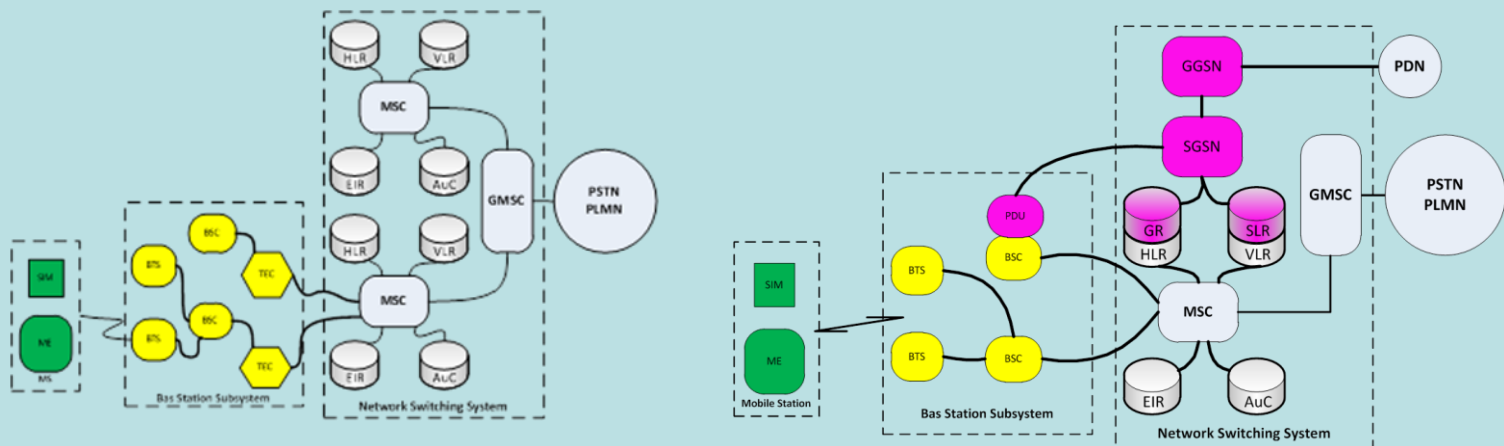 HLR
VLR
MSC
EIR
AuC
GMSC
PSTN
PLMN
HLR
VLR
MSC
EIR
AuC
Network Switching System
BSC
BTS
TEC
BSC
BTS
TEC
Bas Station Subsystem
SIM
ME
MS
GGSN
PDN
SGSN
GMSC
PSTN
PLMN
GR
HLR
SLR
VLR
MSC
EIR
AuC
Network Switching System
PDU
BSC
BTS
BTS
BSC
Bas Station Subsystem
SIM
ME
Mobile Station